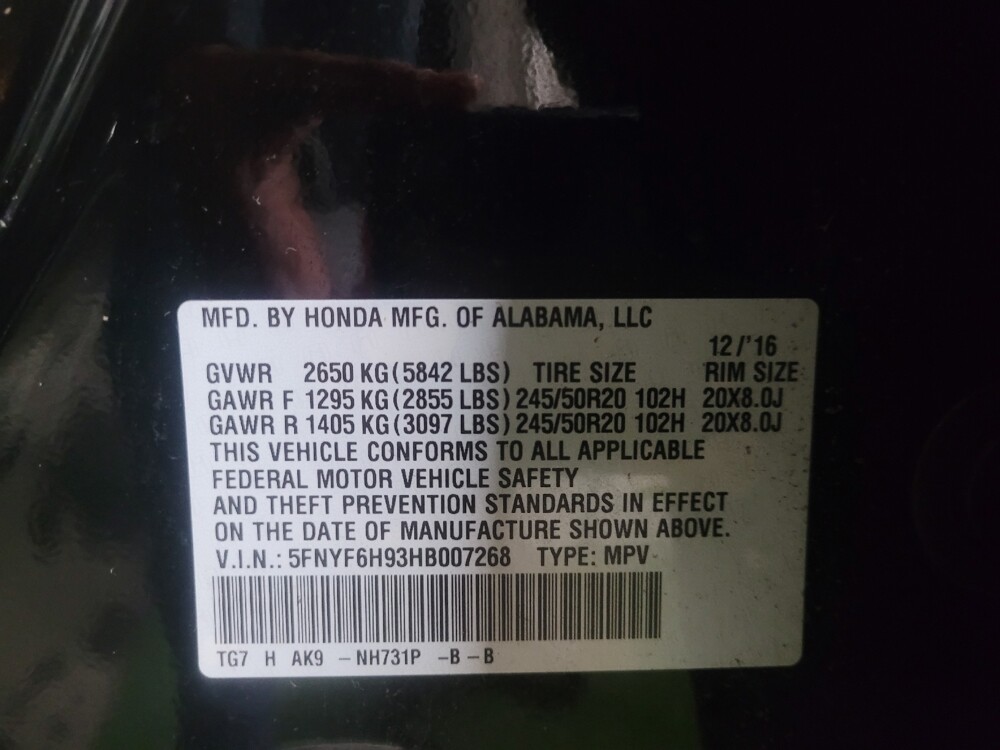 MFD. BY HONDA MFG. OF ALABAMA, LLC
12/'16
GVWR 2650 KG(5842 LBS) TIRE SIZE RIM SIZE
GAWR F 1295 KG(2855 LBS) 245/50R20 102H 20X8.0J
GAWR R 1405 KG(3097 LBS) 245/50R20 102H 20X8.0J
THIS VEHICLE CONFORMS TO ALL APPLICABLE
FEDERAL MOTOR VEHICLE SAFETY
AND THEFT PREVENTION STANDARDS IN EFFECT
ON THE DATE OF MANUFACTURE SHOWN ABOVE.
V.I.N.: 5FNYF6H93HB007268 TYPE: MPV
TG7 H AK9 -NH731P -B-B